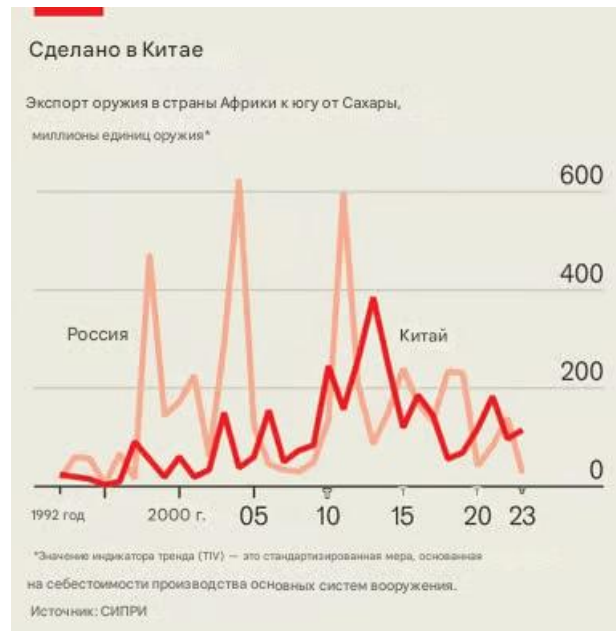 Сделано в Китае
Экспорт оружия в страны Африки к югу от Сахары,
миллионы единиц оружия*
600
400
Россия
Китай
200
0
1992 год
2000 г.
05
10
15
20
23
*Значение индикатора тренда (TIV) — это стандартизированная мера, основанная
на себестоимости производства основных систем вооружения.
Источник: СИПРИ